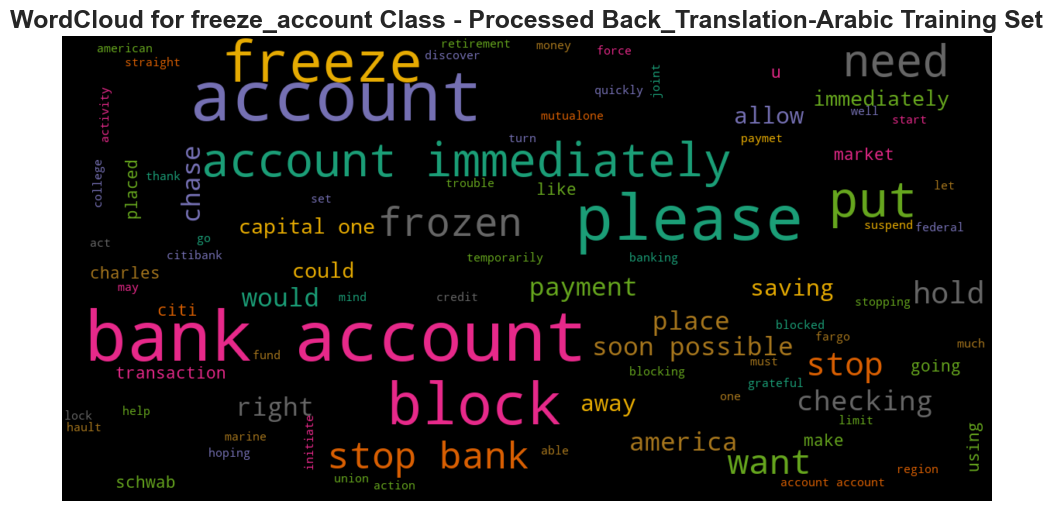 WordCloud for freeze_account Class - Processed Back_Translation-Arabic Training Set
american
straight
freeze
retirement
discover
money
force
need
account
quickly
joint
u
immediately
activity
mutualone
allow
well
start
turn
paymet
chase
account immediately
market
college
placed
thank
trouble
like
set
please
put
let
suspend
federal
capital one
frozen
go
act
citibank
temporarily
banking
charles
could
may
would
mind
credit
payment
saving
hold
stopping
citi
bank account
place
blocked
fargo
soon possible
much
fund
must
stop
going
transaction
blocking
grateful
block
one
away
checking
right
lock
help
hault
limit
marine
initiate
stop bank
able
america
make
using
hoping
want
region
union
action
schwab
account account